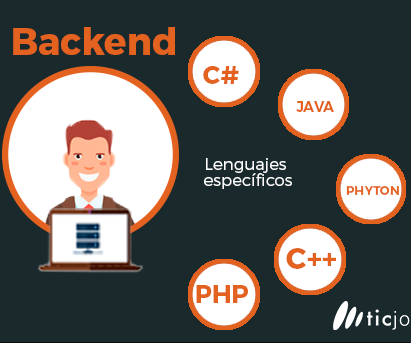 Backend
C#
JAVA
Lenguajes
específicos
PHYTON
C++
PHP
ticjo